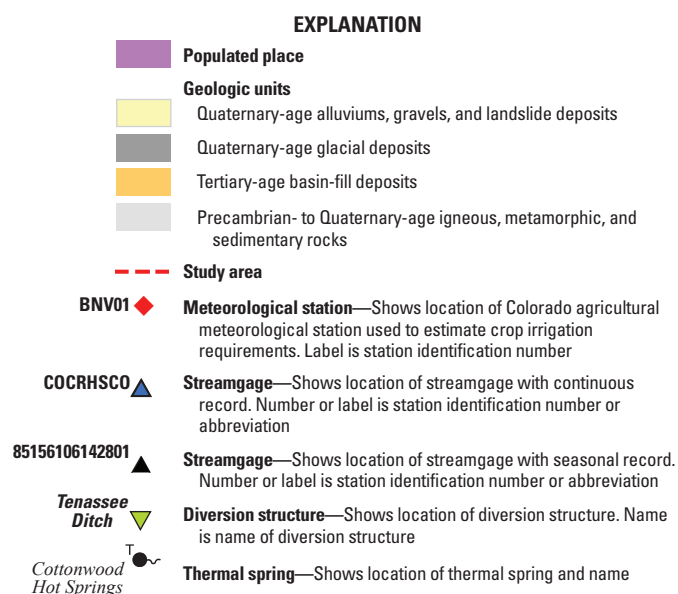 EXPLANATION
Populated place
Geologic units
Quaternary-age alluviums, gravels, and landslide deposits
Quaternary-age glacial deposits
Tertiary-age basin-fill deposits
Precambrian- to Quaternary-age igneous, metamorphic, and
sedimentary rocks
Study area
BNV01
Meteorological station—Shows location of Colorado agricultural
meteorological station used to estimate crop irrigation
requirements. Label is station identification number
COCRHSCO
Streamgage—Shows location of streamgage with continuous
record. Number or label is station identification number or
abbreviation
85156106142801
Streamgage—Shows location of streamgage with seasonal record.
Number or label is station identification number or abbreviation
Tenassee
Ditch
Diversion structure—Shows location of diversion structure. Name
is name of diversion structure
T
Cottonwood
Hot Springs
Thermal spring—Shows location of thermal spring and name